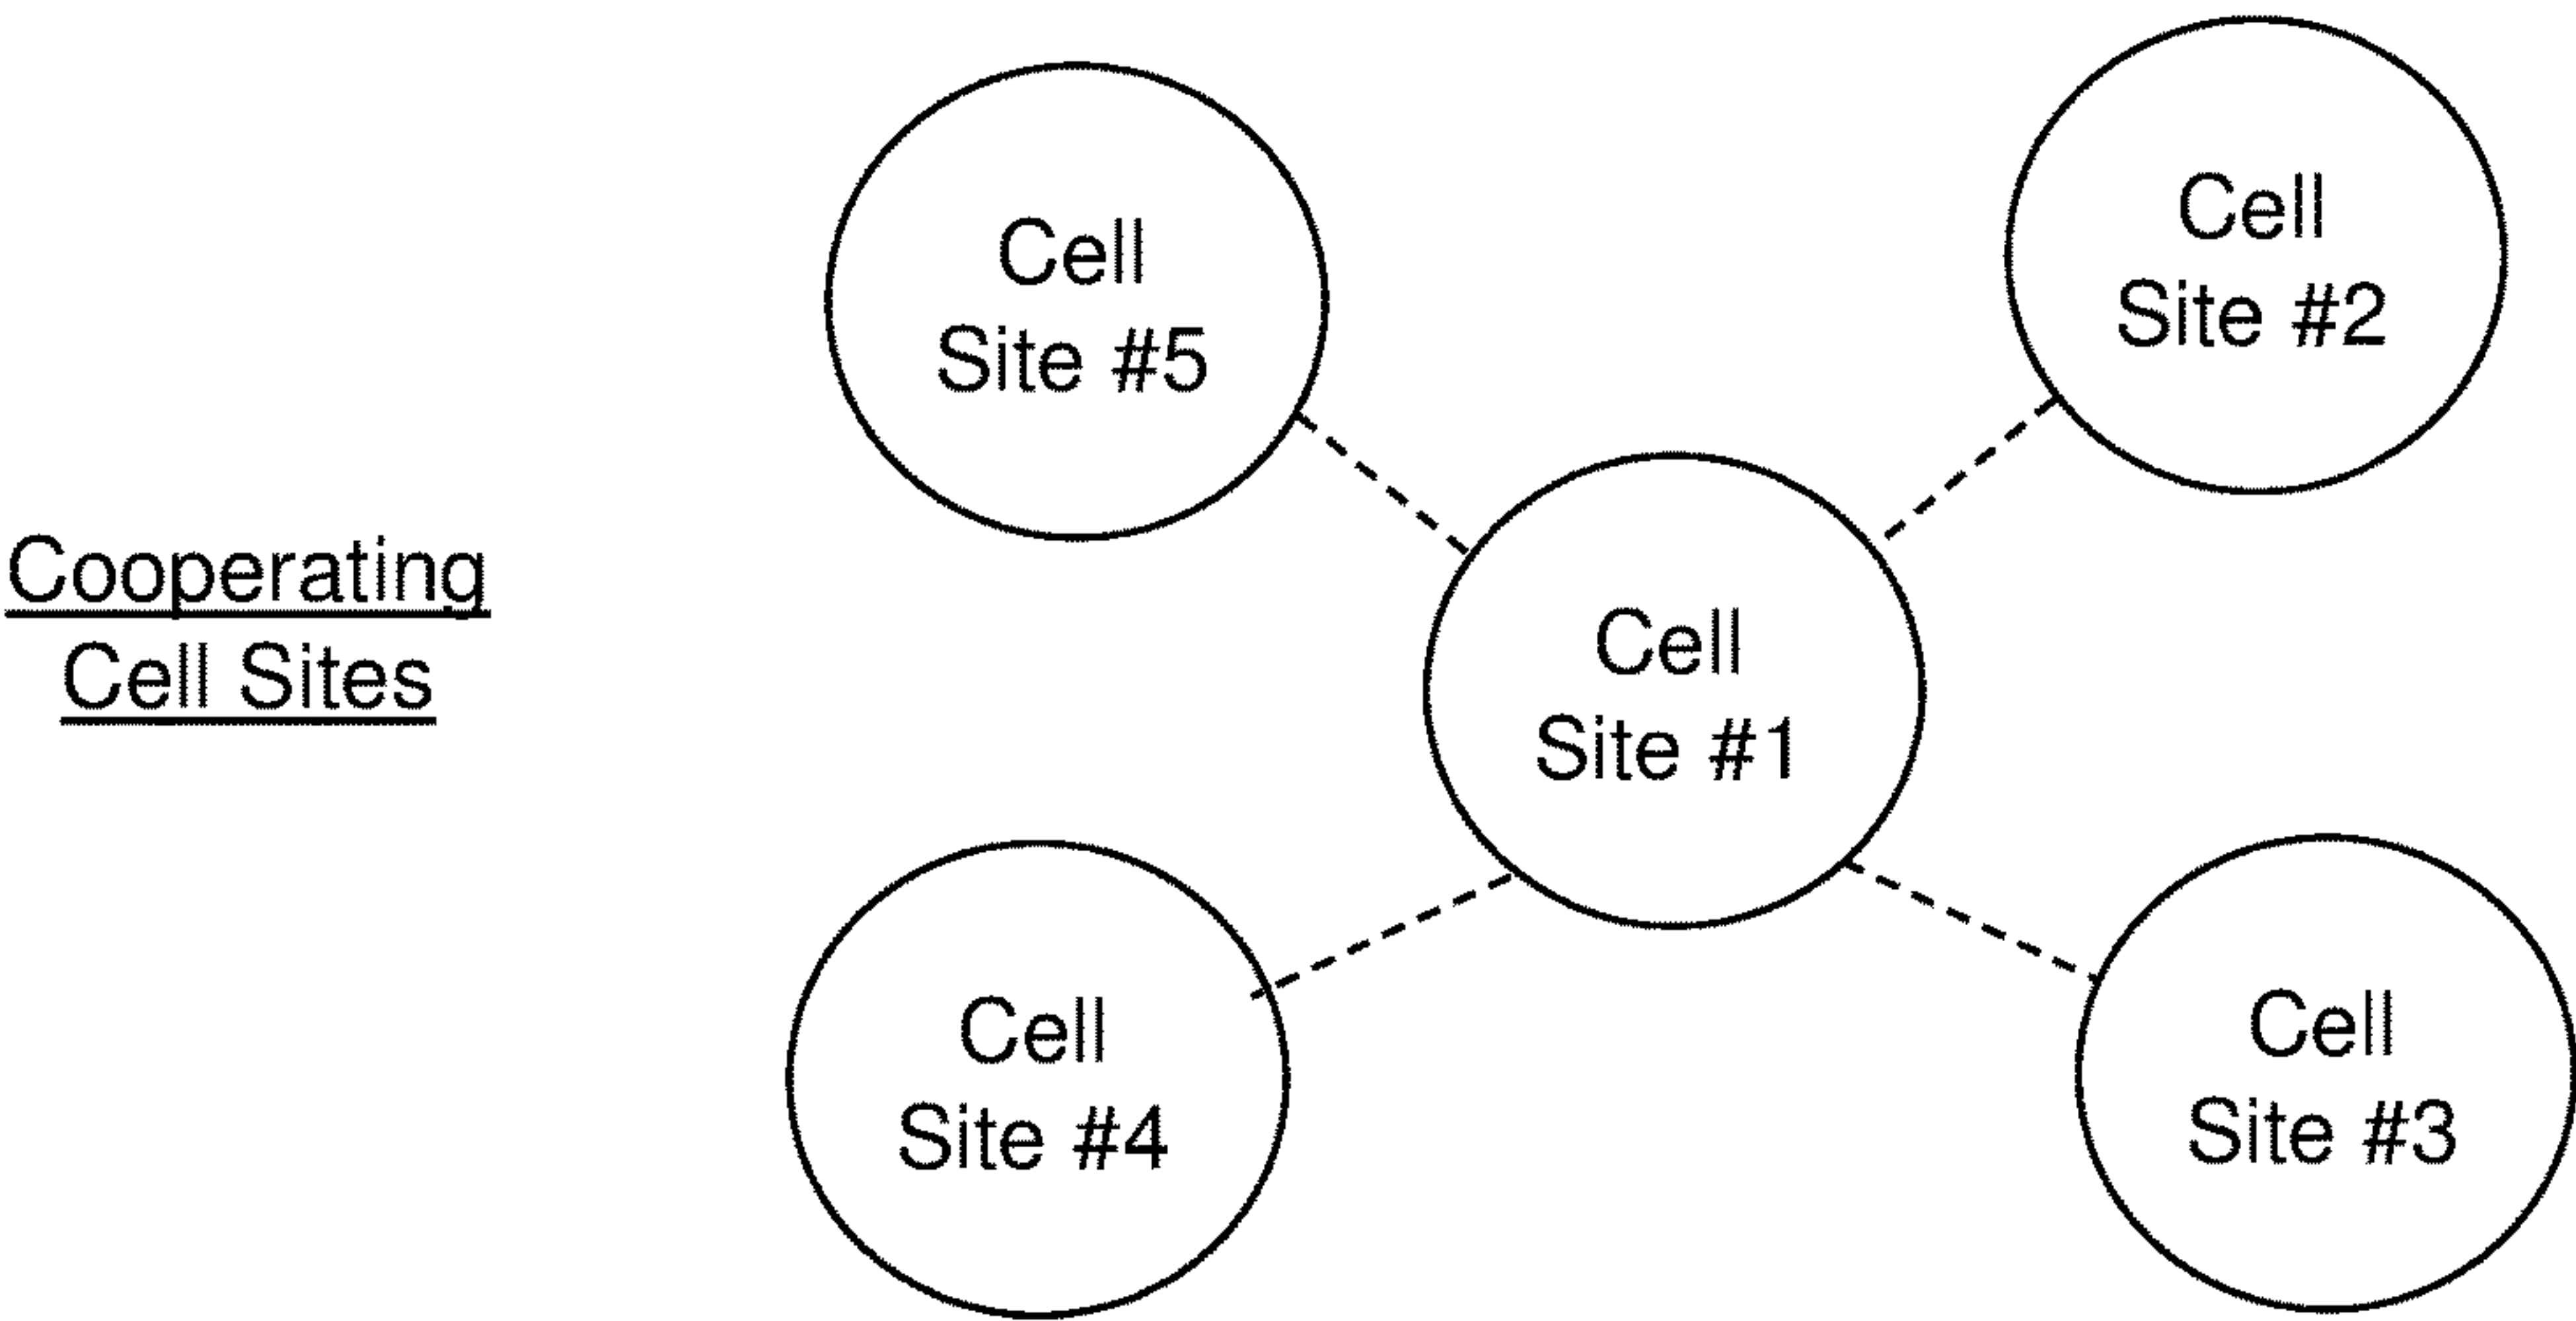 Cooperating
Cell Sites
Cell
Site #5
Cell
Site #2
Cell
Site #1
Cell
Site #4
Cell
Site #3